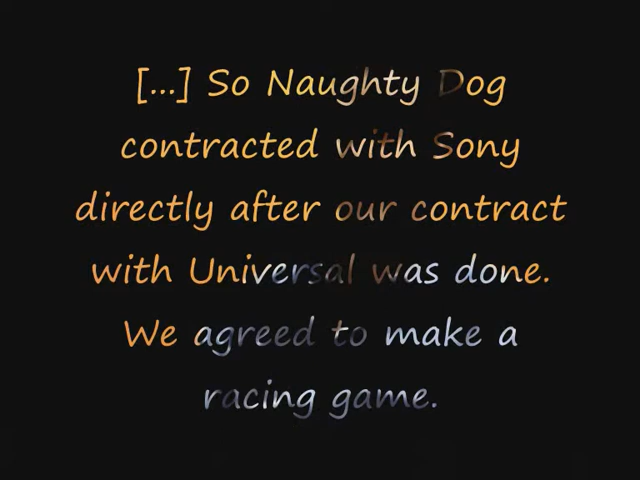 [...] So Naughty Dog
contracted with Sony
directly after our contract
with Universal was done.
We agreed to make a
racing game.